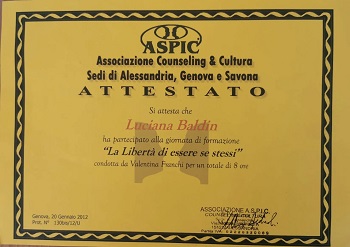 ASPIC
Associazione Counseling & Cultura
Sedi di Alessandria, Genova e Savona
ATTESTATO
Si attesta che
Luciana Baldin
ha partecipato alla giornata di formazione
"La Libertà di essere se stessi"
condotta da Valentina Franchi per un totale di 8 ore
ASSOCIAZIONE A.S.P.I.C.
Genova, 20 Gennaio 2012
Prot. N°